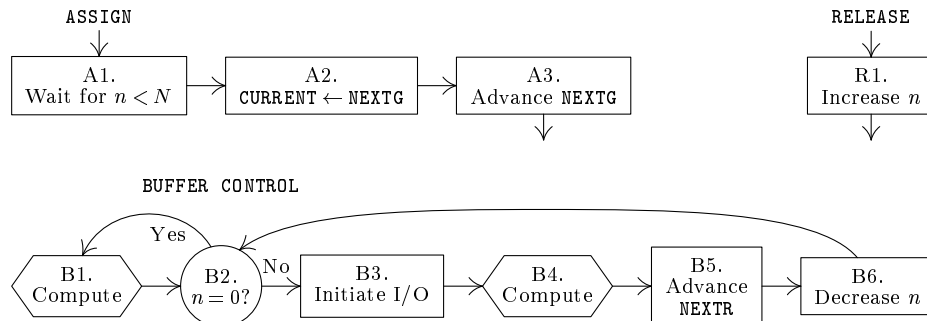 ASSIGN
RELEASE
A1.
Wait for n < N
A2.
CURRENT ← NEXTG
A3.
Advance NEXTG
R1.
Increase n
BUFFER CONTROL
Yes
B1.
Compute
B2.
n = 0?
No
B3.
Initiate I/O
B4.
Compute
B5.
Advance
NEXTR
B6.
Decrease n